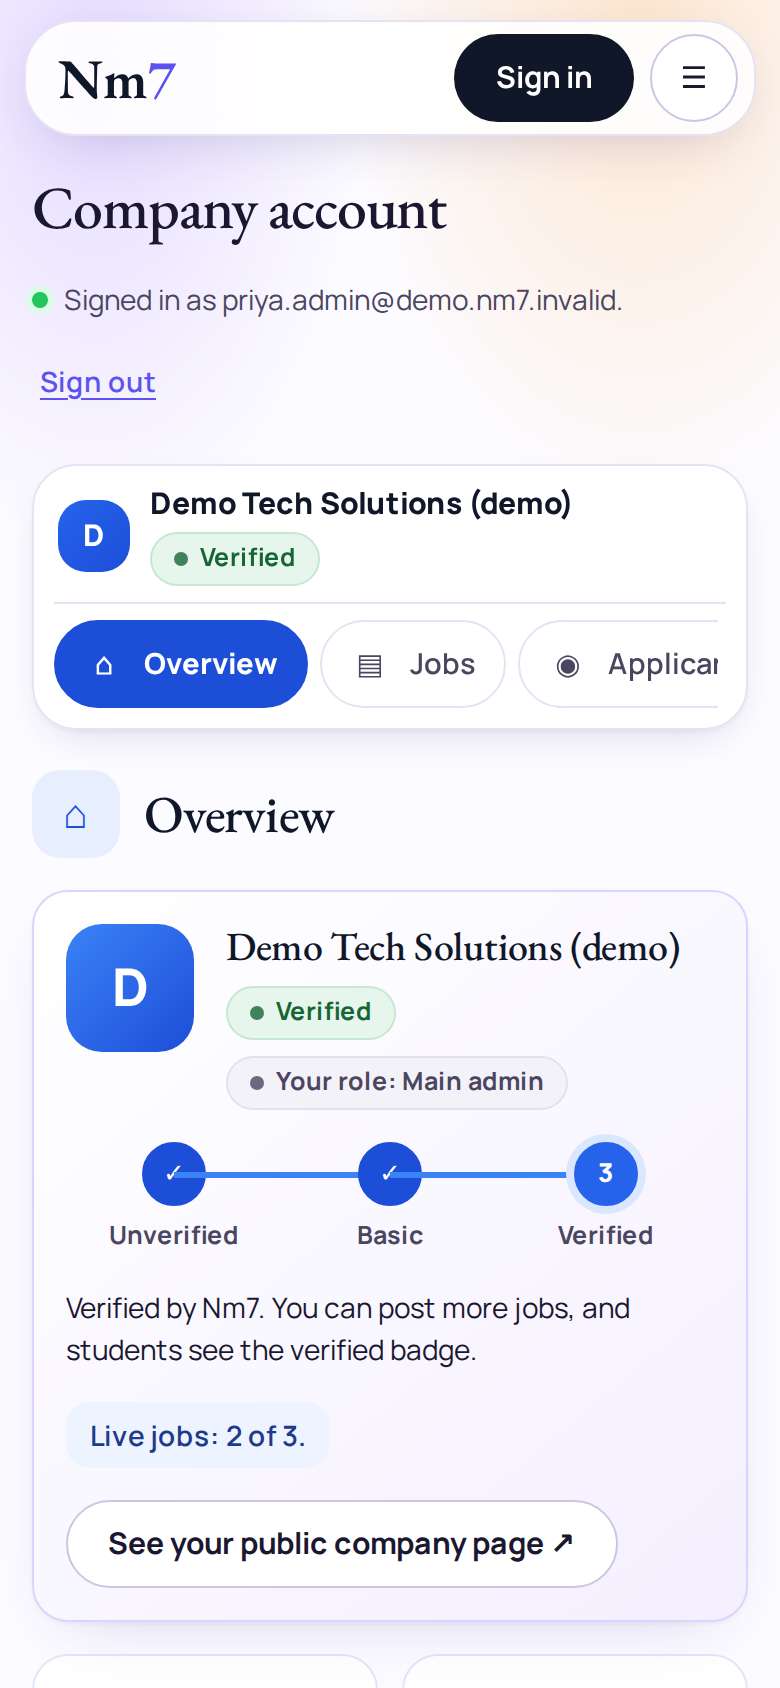 Nm7
Sign in
☰
Company account
Signed in as priya.admin@demo.nm7.invalid.
Sign out
D
Demo Tech Solutions (demo)
Verified
Overview
Jobs
Applicar
Overview
D
Demo Tech Solutions (demo)
Verified
Your role: Main admin
✓ ✓ 3
Unverified Basic Verified
Verified by Nm7. You can post more jobs, and
students see the verified badge.
Live jobs: 2 of 3.
See your public company page ↗